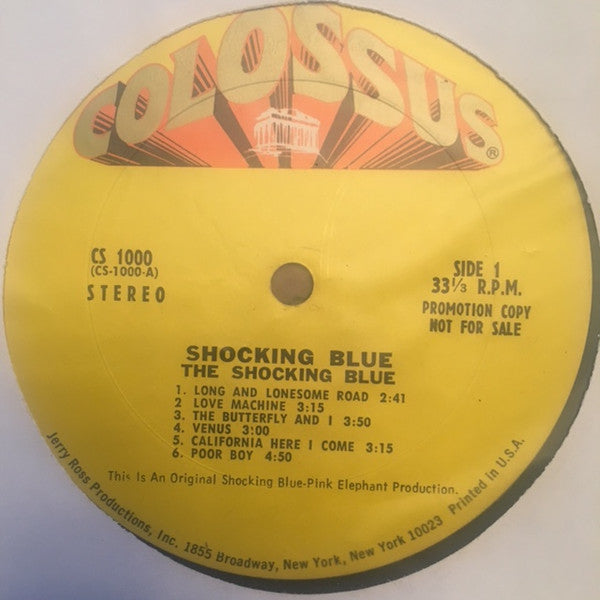 COLOSSUS®
CS 1000
(CS-1000-A)
STEREO
SIDE 1
33⅓ R.P.M.
PROMOTION COPY
NOT FOR SALE
SHOCKING BLUE
THE SHOCKING BLUE
1. LONG AND LONESOME ROAD 2:41
2 LOVE MACHINE 3:15
3. THE BUTTERFLY AND I 3:50
4. VENUS 3:00
5. CALIFORNIA HERE I COME 3:15
6. POOR BOY 4:50
This Is An Original Shocking Blue-Pink Elephant Production.
Jerry Ross Productions, Inc. 1855 Broadway, New York, New York 10023 Printed in U.S.A.